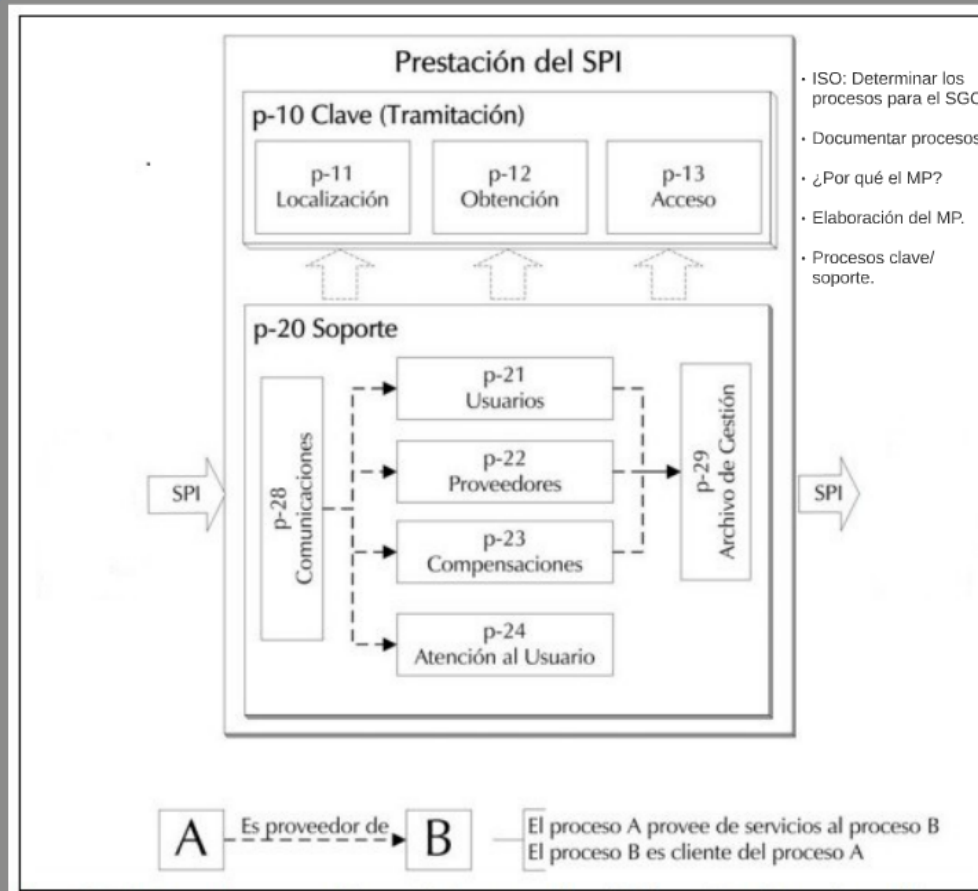 Prestación del SPI
p-10 Clave (Tramitación)
p-11
Localización
p-12
Obtención
p-13
Acceso
· ISO: Determinar los
procesos para el SGC
· Documentar procesos
· ¿Por qué el MP?
· Elaboración del MP.
· Procesos clave/
soporte.
p-20 Soporte
SPI
p-28
Comunicaciones
p-21
Usuarios
p-22
Proveedores
p-23
Compensaciones
p-24
Atención al Usuario
p-29
Archivo de Gestión
SPI
A
Es proveedor de
B
El proceso A provee de servicios al proceso B
El proceso B es cliente del proceso A